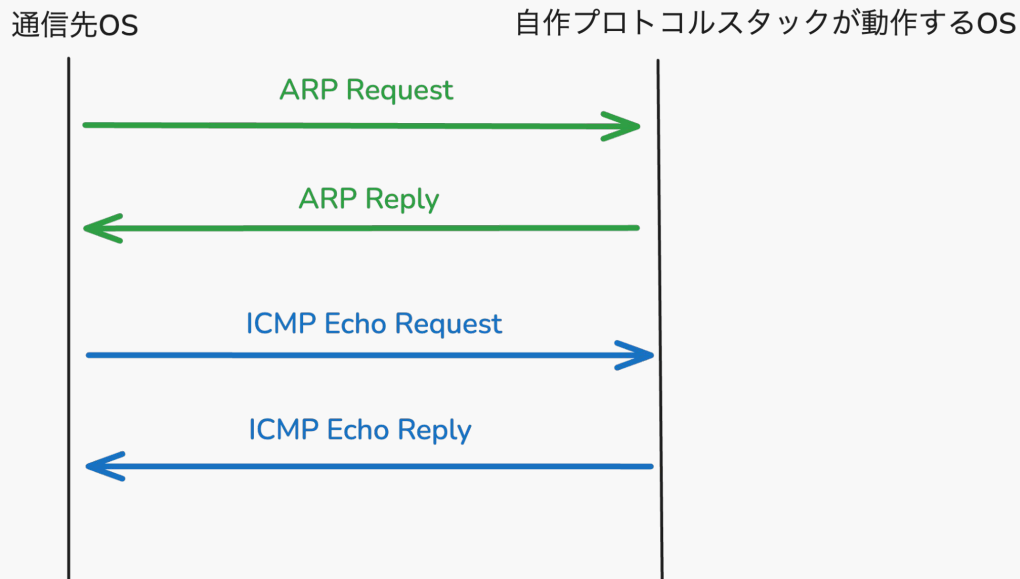 通信先OS
自作プロトコルスタックが動作するOS
ARP Request
ARP Reply
ICMP Echo Request
ICMP Echo Reply